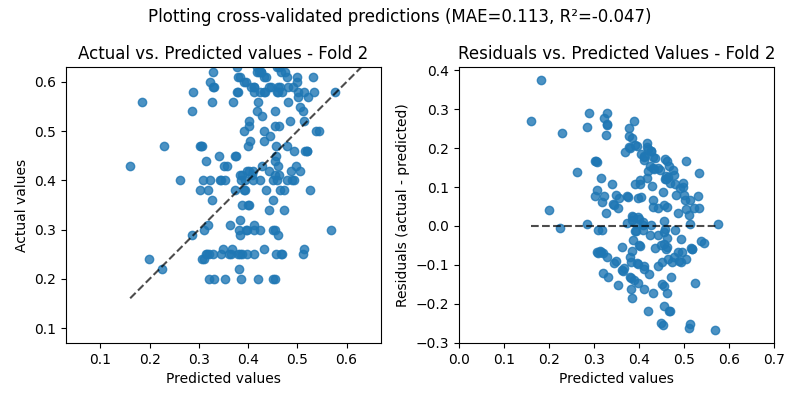 Plotting cross-validated predictions (MAE=0.113, R²=-0.047)
Actual vs. Predicted values - Fold 2
Actual values
0.6
0.5
0.4
0.3
0.2
0.1
0.1 0.2 0.3 0.4 0.5 0.6
Predicted values
Residuals vs. Predicted Values - Fold 2
Residuals (actual - predicted)
0.4
0.3
0.2
0.1
0.0
−0.1
−0.2
−0.3
0.0 0.1 0.2 0.3 0.4 0.5 0.6 0.7
Predicted values